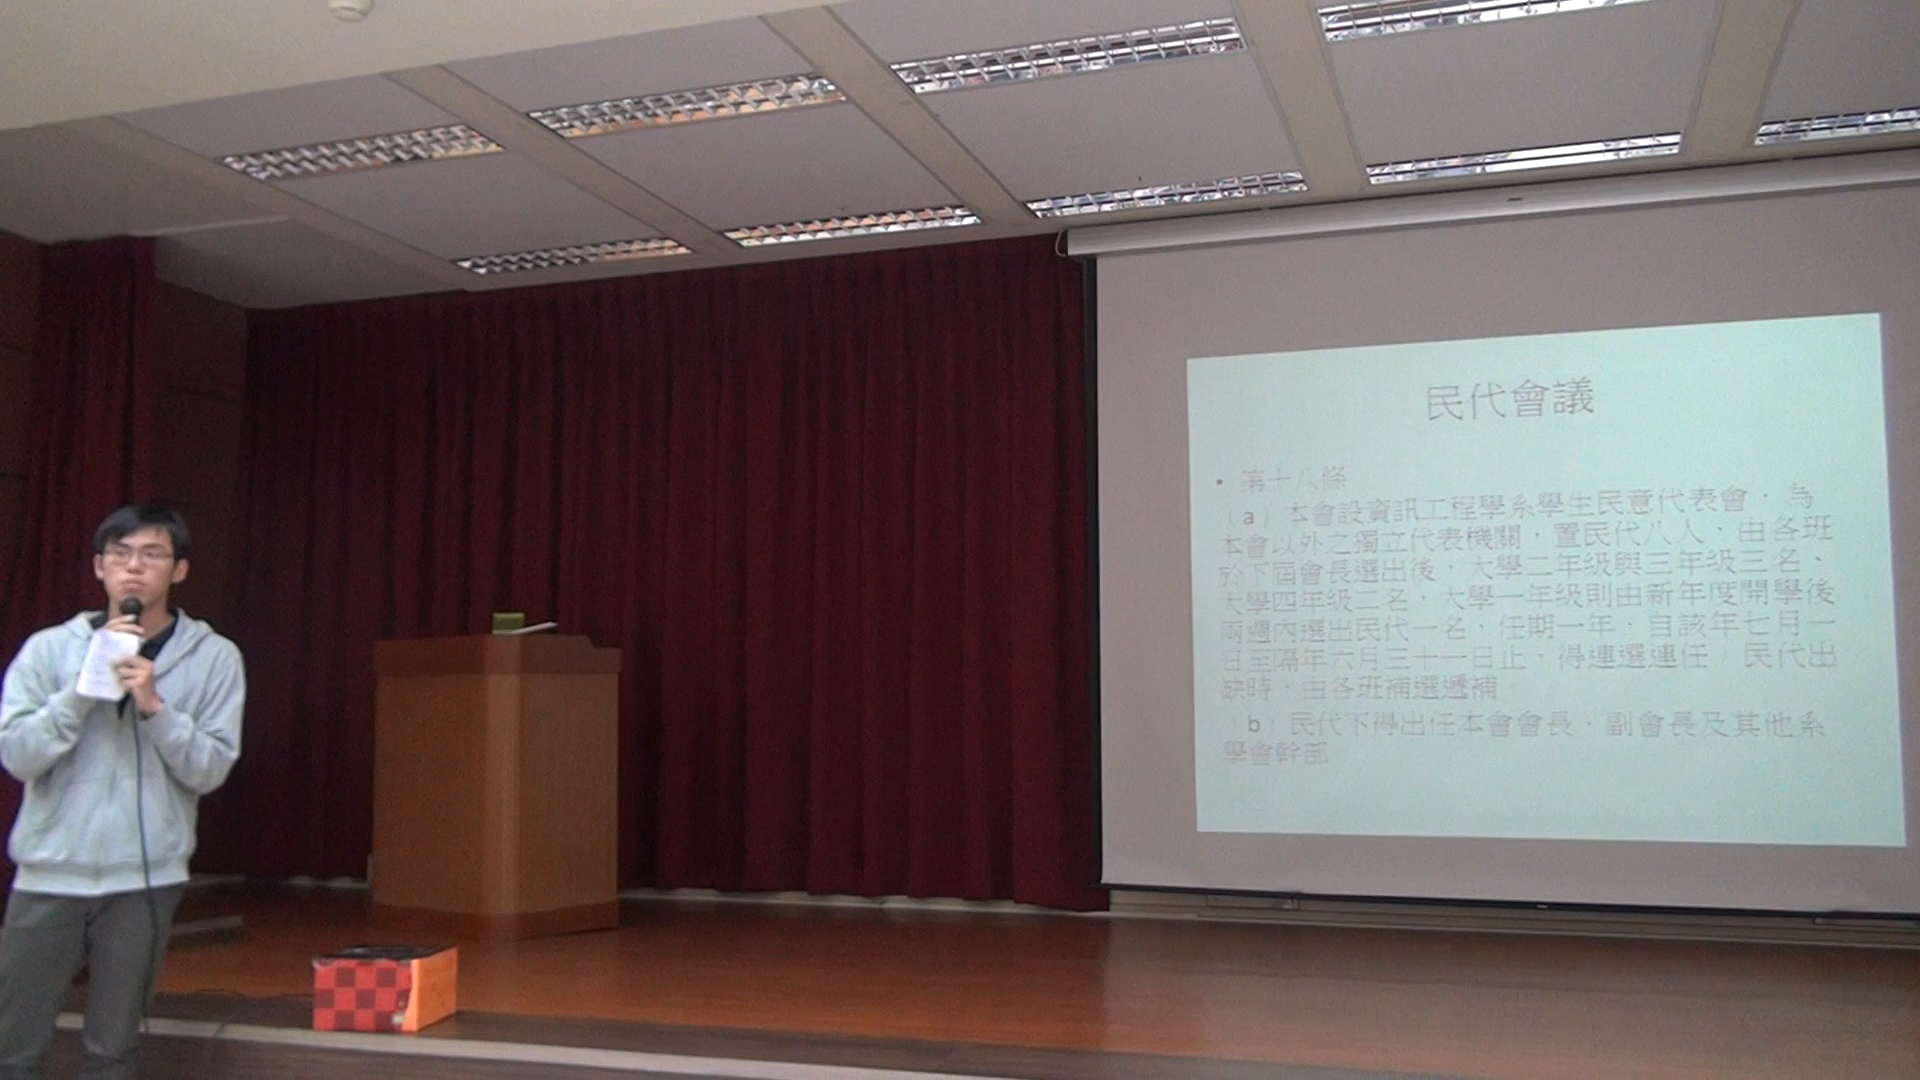 民代會議
• 第十八條
（a）本會設資訊工程學系學生民意代表會，為
本會以外之獨立代表機關，置民代八人，由各班
於下屆會長選出後，大學二年級與三年級三名、
大學四年級二名，大學一年級則由新年度開學後
兩週內選出民代一名，任期一年，自該年七月一
日至隔年六月三十一日止，得連選連任，民代出
缺時，由各班補選遞補
（b）民代不得出任本會會長、副會長及其他系
學會幹部